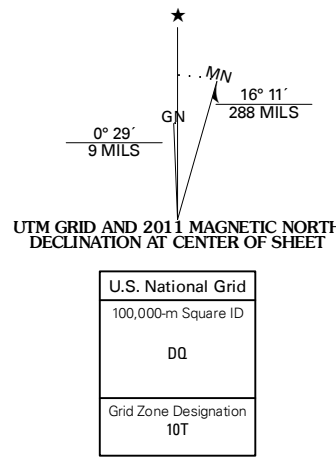 ★
MN
GN
16° 11´
288 MILS
0° 29´
9 MILS
UTM GRID AND 2011 MAGNETIC NORTH
DECLINATION AT CENTER OF SHEET
U.S. National Grid
100,000-m Square ID
DQ
Grid Zone Designation
10T